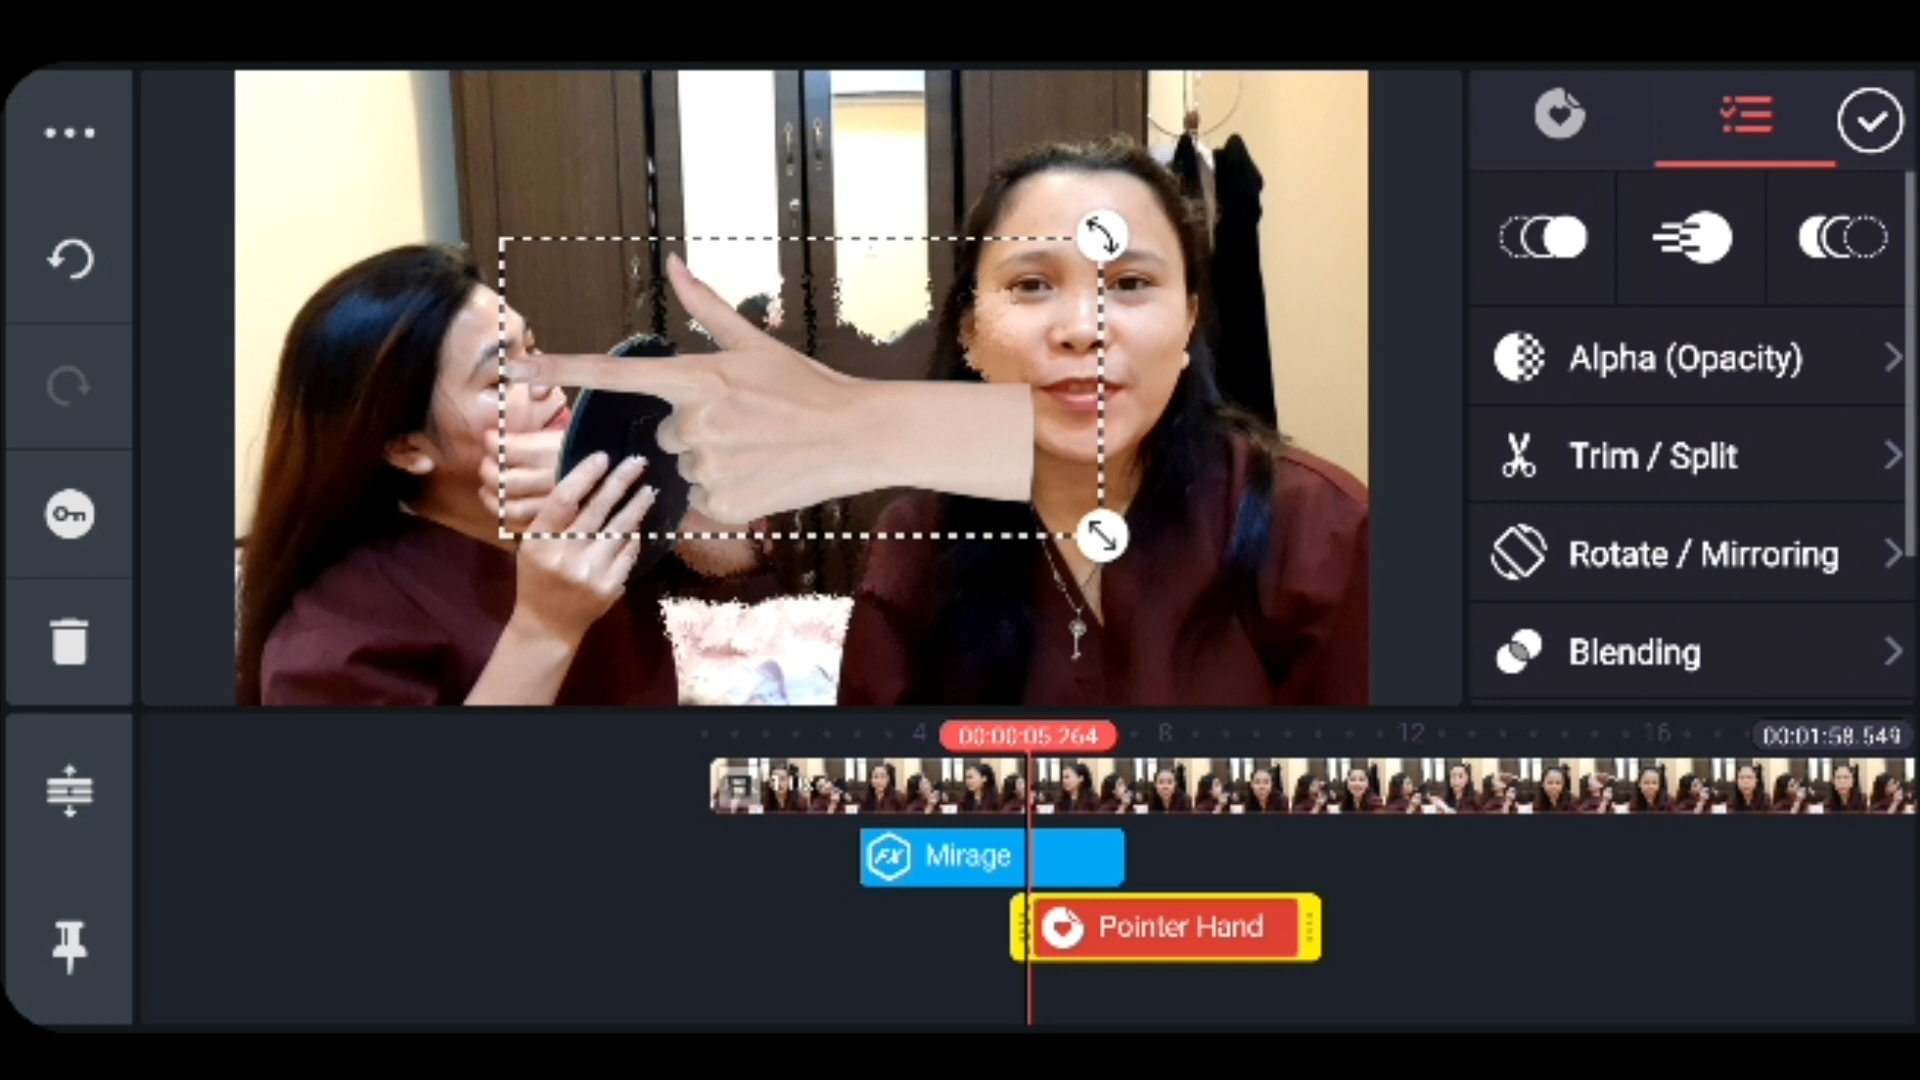 Alpha (Opacity)
Trim / Split
Rotate / Mirroring
Blending
4
00:00:05.264
8
12
16
00:01:58.549
FX Mirage
Pointer Hand